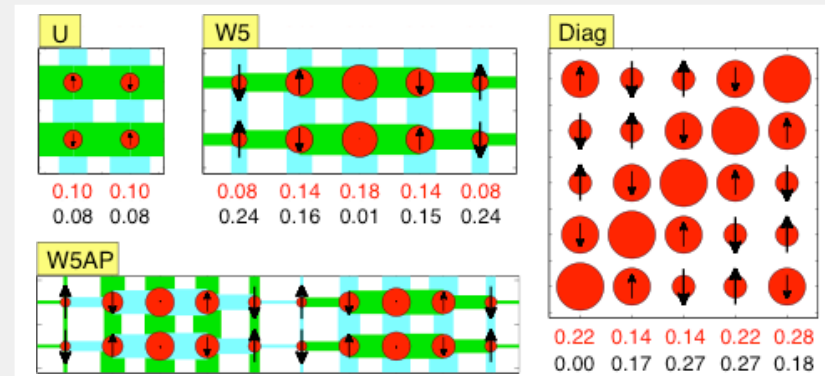 U
W5
Diag
0.10 0.10
0.08 0.08
0.08 0.14 0.18 0.14 0.08
0.24 0.16 0.01 0.15 0.24
W5AP
0.22 0.14 0.14 0.22 0.28
0.00 0.17 0.27 0.27 0.18